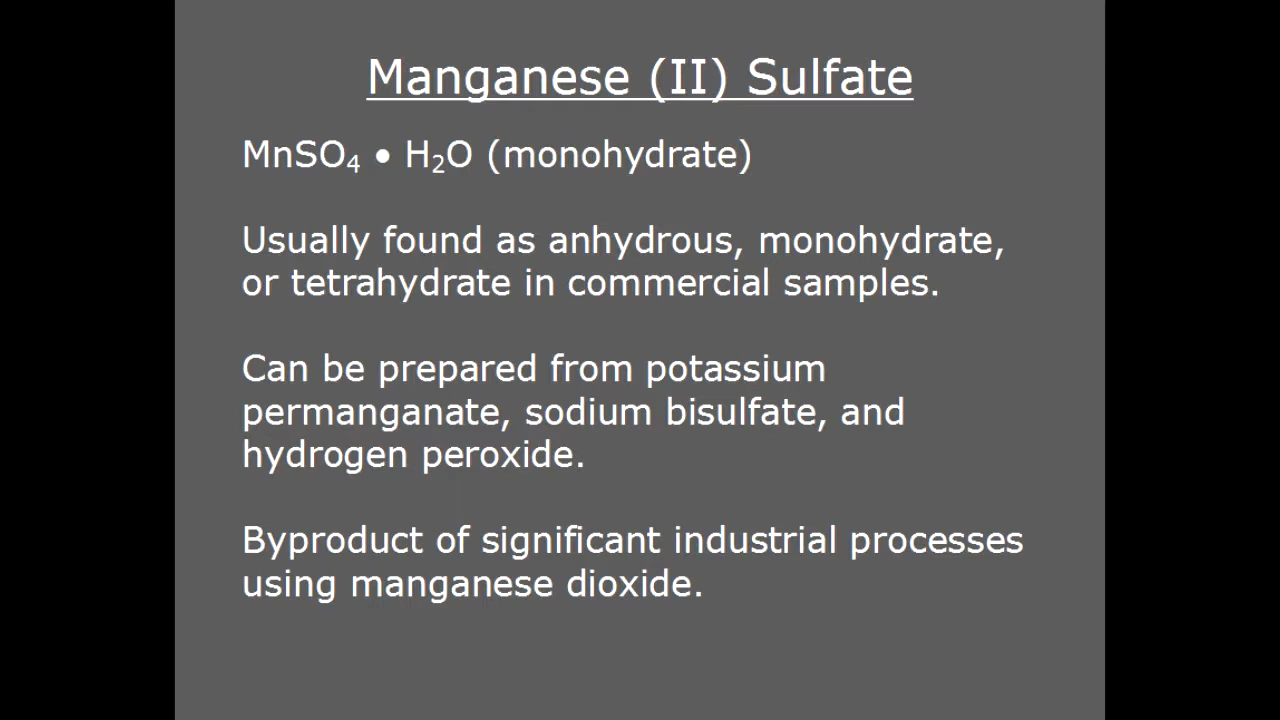 Manganese (II) Sulfate
MnSO₄ • H₂O (monohydrate)
Usually found as anhydrous, monohydrate,
or tetrahydrate in commercial samples.
Can be prepared from potassium
permanganate, sodium bisulfate, and
hydrogen peroxide.
Byproduct of significant industrial processes
using manganese dioxide.